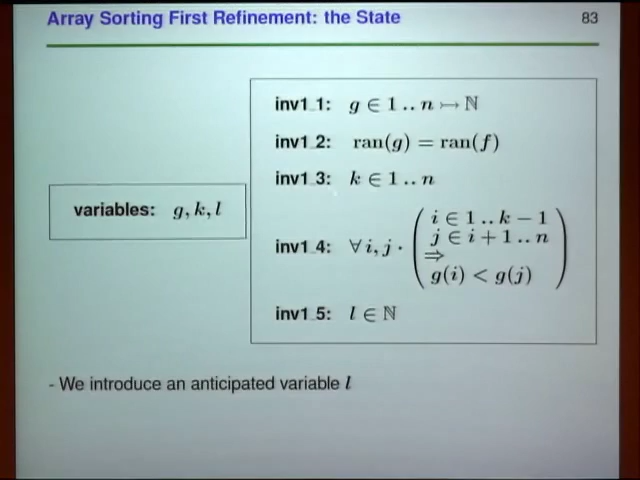 Array Sorting First Refinement: the State 83
inv1_1: g ∈ 1 .. n ↣ ℕ
inv1_2: ran(g) = ran(f)
inv1_3: k ∈ 1 .. n
variables: g, k, l
i ∈ 1 .. k − 1
j ∈ i + 1 .. n
inv1_4: ∀ i, j · ( ⇒ )
g(i) < g(j)
inv1_5: l ∈ ℕ
- We introduce an anticipated variable l